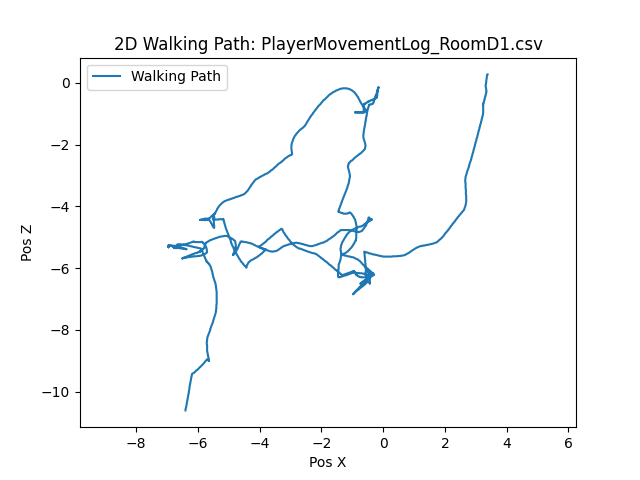 2D Walking Path: PlayerMovementLog_RoomD1.csv
Walking Path
0
−2
−4
−6
−8
−10
Pos Z
−8 −6 −4 −2 0 2 4 6
Pos X